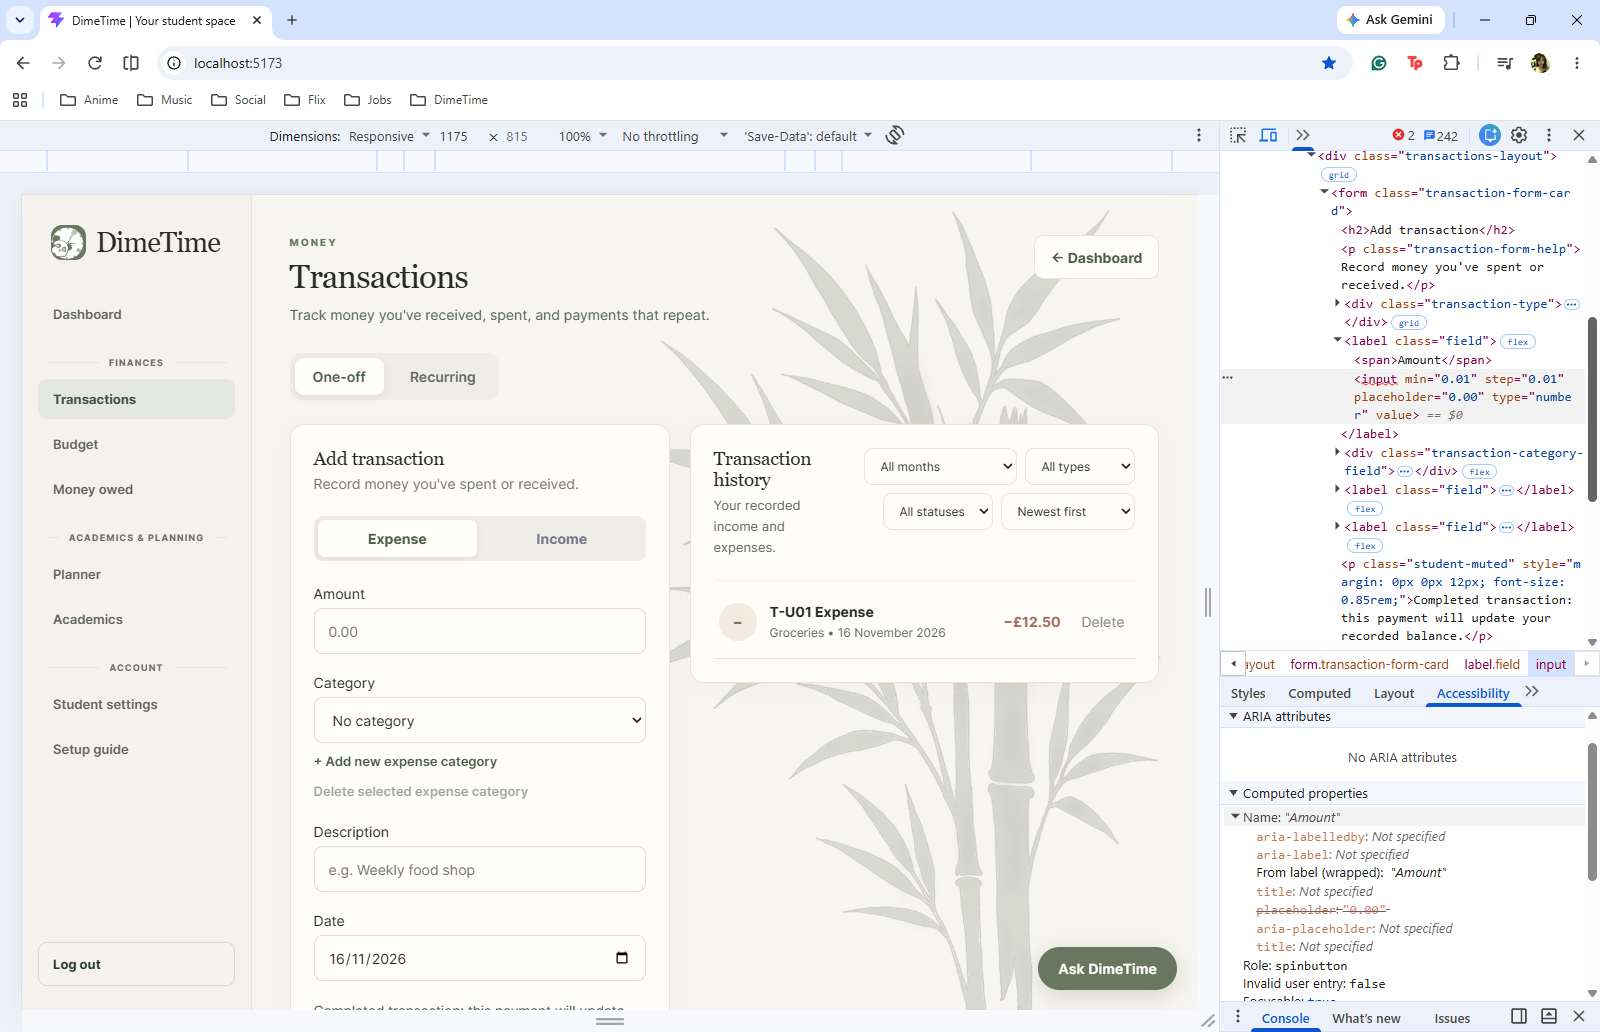 DimeTime | Your student space
Ask Gemini
localhost:5173
Anime
Music
Social
Flix
Jobs
DimeTime
Dimensions: Responsive 1175 × 815 100% No throttling 'Save-Data': default
2 242
DimeTime
Dashboard
FINANCES
Transactions
Budget
Money owed
ACADEMICS & PLANNING
Planner
Academics
ACCOUNT
Student settings
Setup guide
Log out
MONEY
Transactions
Track money you've received, spent, and payments that repeat.
← Dashboard
One-off Recurring
Add transaction
Record money you've spent or received.
Expense Income
Amount
0.00
Category
No category
+ Add new expense category
Delete selected expense category
Description
e.g. Weekly food shop
Date
16/11/2026
Completed transaction: this payment will update
Transaction
history
Your recorded
income and
expenses.
All months
All types
All statuses
Newest first
– T-U01 Expense
Groceries • 16 November 2026
−£12.50
Delete
Ask DimeTime
<div class="transactions-layout">
grid
<form class="transaction-form-car
d">
<h2>Add transaction</h2>
<p class="transaction-form-help">
Record money you've spent or
received.</p>
<div class="transaction-type">
</div> grid
<label class="field"> flex
<span>Amount</span>
<input min="0.01" step="0.01"
placeholder="0.00" type="numbe
r" value> == $0
</label>
<div class="transaction-category-
field"> </div> flex
<label class="field"> </label>
flex
<label class="field"> </label>
flex
<p class="student-muted" style="m
argin: 0px 0px 12px; font-size:
0.85rem;">Completed transaction:
this payment will update your
recorded balance.</p>
ayout form.transaction-form-card label.field input
Styles Computed Layout Accessibility
ARIA attributes
No ARIA attributes
Computed properties
Name: "Amount"
aria-labelledby: Not specified
aria-label: Not specified
From label (wrapped): "Amount"
title: Not specified
placeholder: "0.00"
aria-placeholder: Not specified
title: Not specified
Role: spinbutton
Invalid user entry: false
Focusable: true
Console What's new Issues